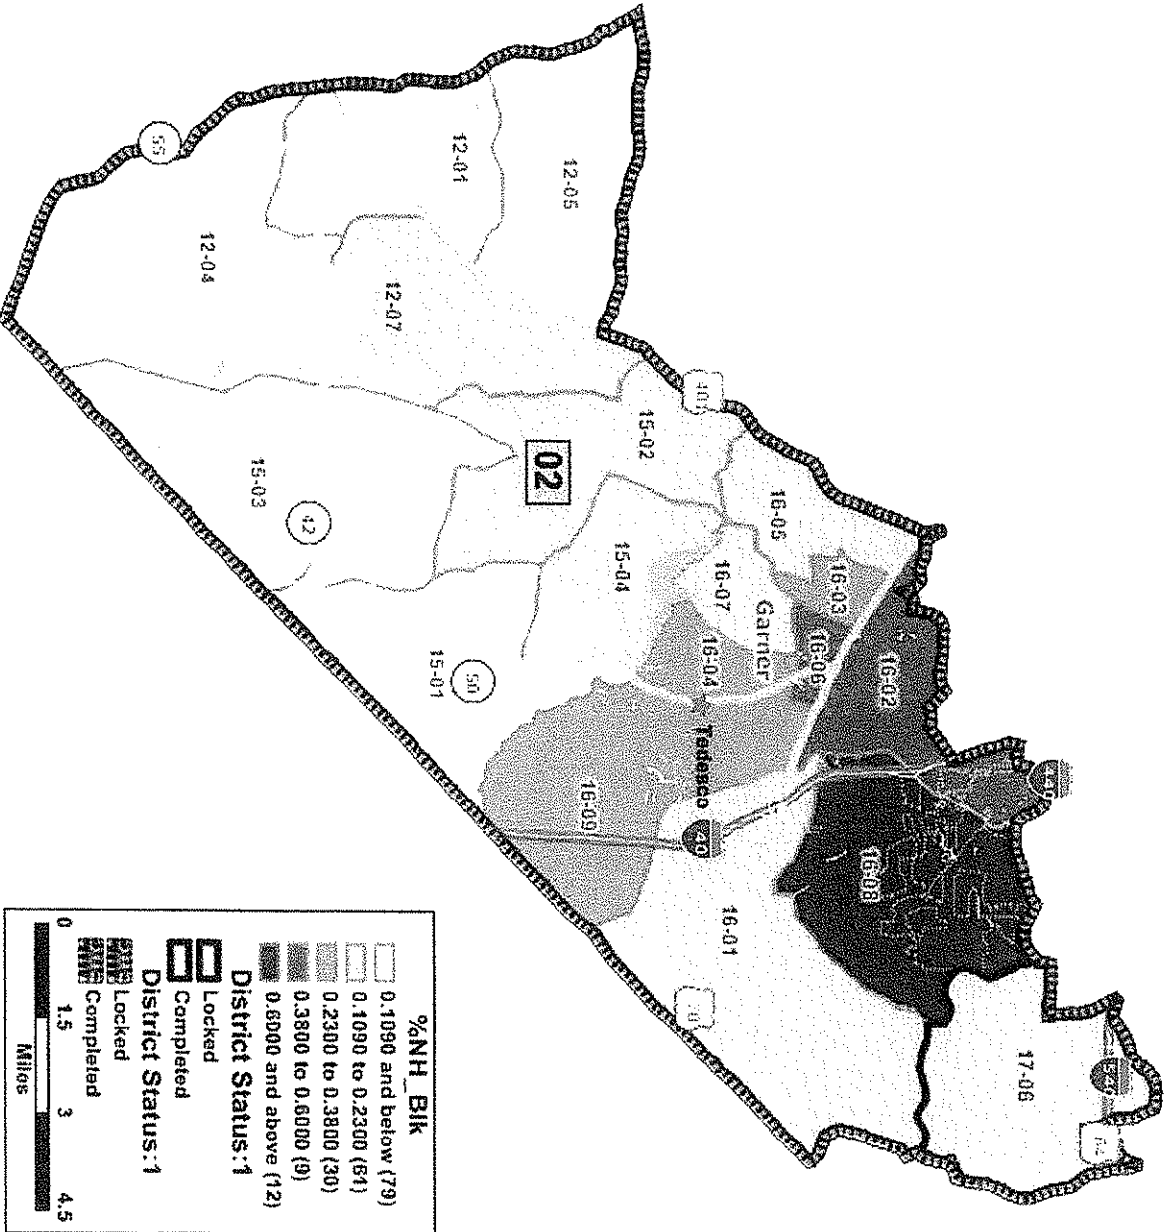 12-05
12-01
55
12-04
12-07
02
15-02
15-03
42
15-04
16-05
16-03
16-07
Garner
16-06
16-04
16-02
50
15-01
Tedesco
16-09
40
16-08
16-01
17-06
%NH_Blk
0.1090 and below (79)
0.1090 to 0.2300 (61)
0.2300 to 0.3800 (30)
0.3800 to 0.6000 (9)
0.6000 and above (12)
District Status:1
Locked
Completed
District Status:1
Locked
Completed
0 1.5 3 4.5
Miles